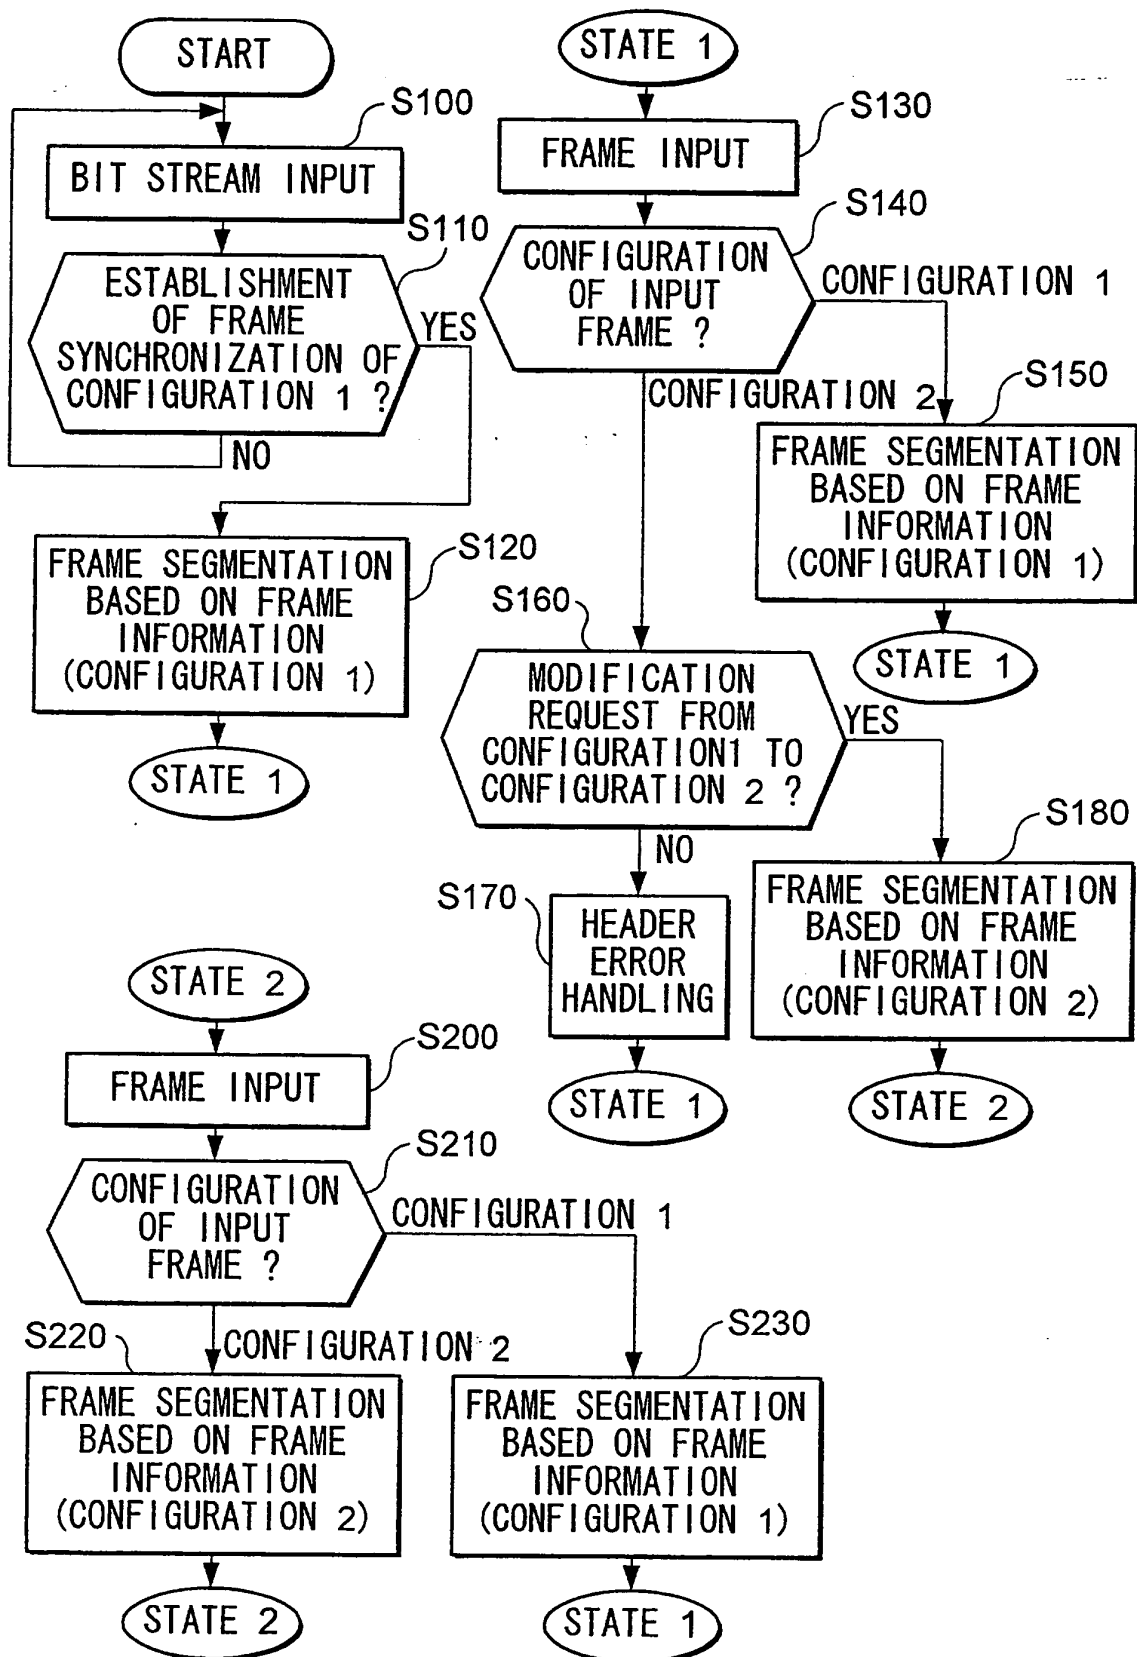 START
S100
BIT STREAM INPUT
S110
ESTABLISHMENT
OF FRAME
SYNCHRONIZATION OF
CONFIGURATION 1 ?
YES
NO
S120
FRAME SEGMENTATION
BASED ON FRAME
INFORMATION
(CONFIGURATION 1)
STATE 1
STATE 1
S130
FRAME INPUT
S140
CONFIGURATION
OF INPUT
FRAME ?
CONFIGURATION 1
CONFIGURATION 2
S150
FRAME SEGMENTATION
BASED ON FRAME
INFORMATION
(CONFIGURATION 1)
STATE 1
S160
MODIFICATION
REQUEST FROM
CONFIGURATION1 TO
CONFIGURATION 2 ?
YES
NO
S170
HEADER
ERROR
HANDLING
STATE 1
S180
FRAME SEGMENTATION
BASED ON FRAME
INFORMATION
(CONFIGURATION 2)
STATE 2
STATE 2
S200
FRAME INPUT
S210
CONFIGURATION
OF INPUT
FRAME ?
CONFIGURATION 1
CONFIGURATION 2
S220
FRAME SEGMENTATION
BASED ON FRAME
INFORMATION
(CONFIGURATION 2)
STATE 2
S230
FRAME SEGMENTATION
BASED ON FRAME
INFORMATION
(CONFIGURATION 1)
STATE 1